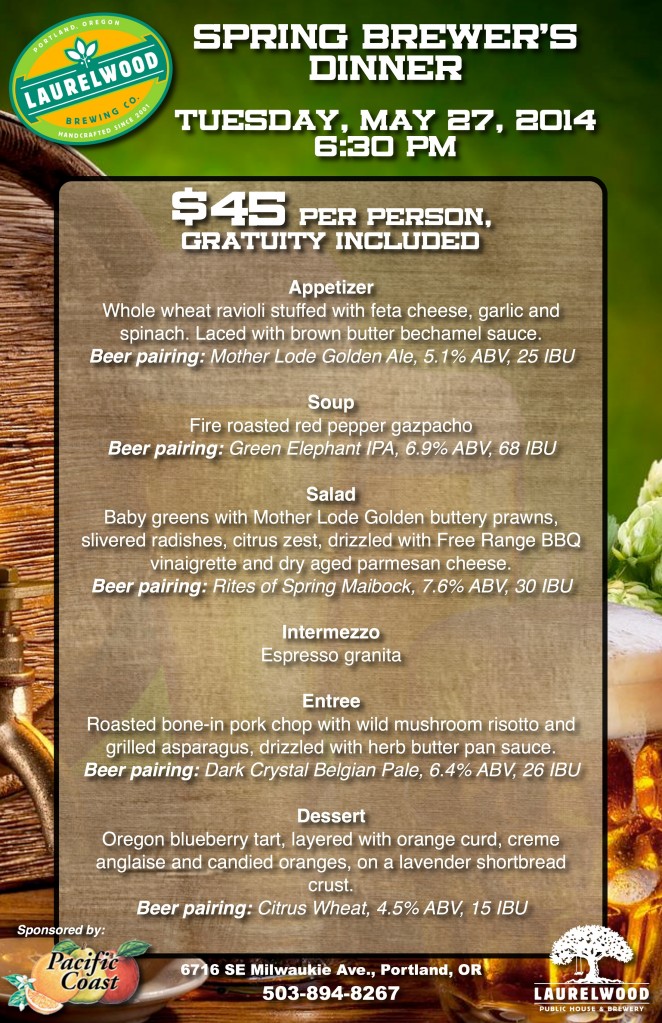 PORTLAND, OREGON
LAURELWOOD
BREWING CO.
HANDCRAFTED SINCE 2001
SPRING BREWER'S
DINNER
TUESDAY, MAY 27, 2014
6:30 PM
$45 PER PERSON,
GRATUITY INCLUDED
Appetizer
Whole wheat ravioli stuffed with feta cheese, garlic and
spinach. Laced with brown butter bechamel sauce.
Beer pairing: Mother Lode Golden Ale, 5.1% ABV, 25 IBU
Soup
Fire roasted red pepper gazpacho
Beer pairing: Green Elephant IPA, 6.9% ABV, 68 IBU
Salad
Baby greens with Mother Lode Golden buttery prawns,
slivered radishes, citrus zest, drizzled with Free Range BBQ
vinaigrette and dry aged parmesan cheese.
Beer pairing: Rites of Spring Maibock, 7.6% ABV, 30 IBU
Intermezzo
Espresso granita
Entree
Roasted bone-in pork chop with wild mushroom risotto and
grilled asparagus, drizzled with herb butter pan sauce.
Beer pairing: Dark Crystal Belgian Pale, 6.4% ABV, 26 IBU
Dessert
Oregon blueberry tart, layered with orange curd, creme
anglaise and candied oranges, on a lavender shortbread
crust.
Beer pairing: Citrus Wheat, 4.5% ABV, 15 IBU
Sponsored by:
Pacific
Coast
6716 SE Milwaukie Ave., Portland, OR
503-894-8267
LAURELWOOD
PUBLIC HOUSE & BREWERY